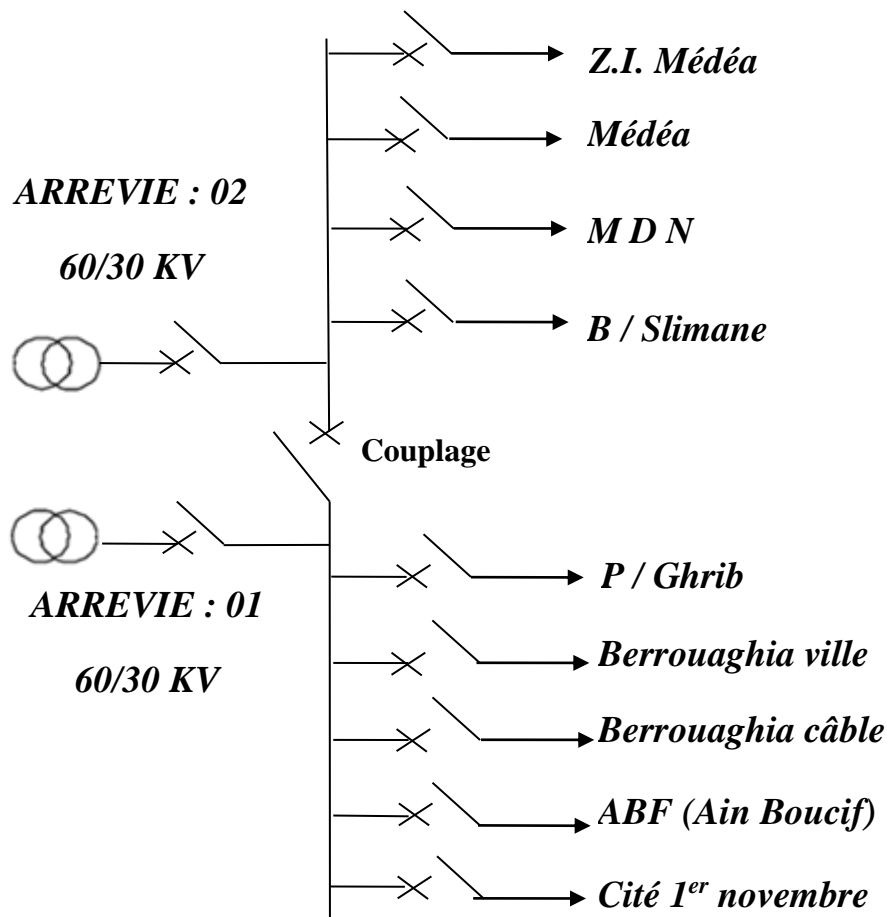 Z.I. Médéa
Médéa
ARREVIE : 02
60/30 KV
M D N
B / Slimane
Couplage
ARREVIE : 01
60/30 KV
P / Ghrib
Berrouaghia ville
Berrouaghia câble
ABF (Ain Boucif)
Cité 1er novembre